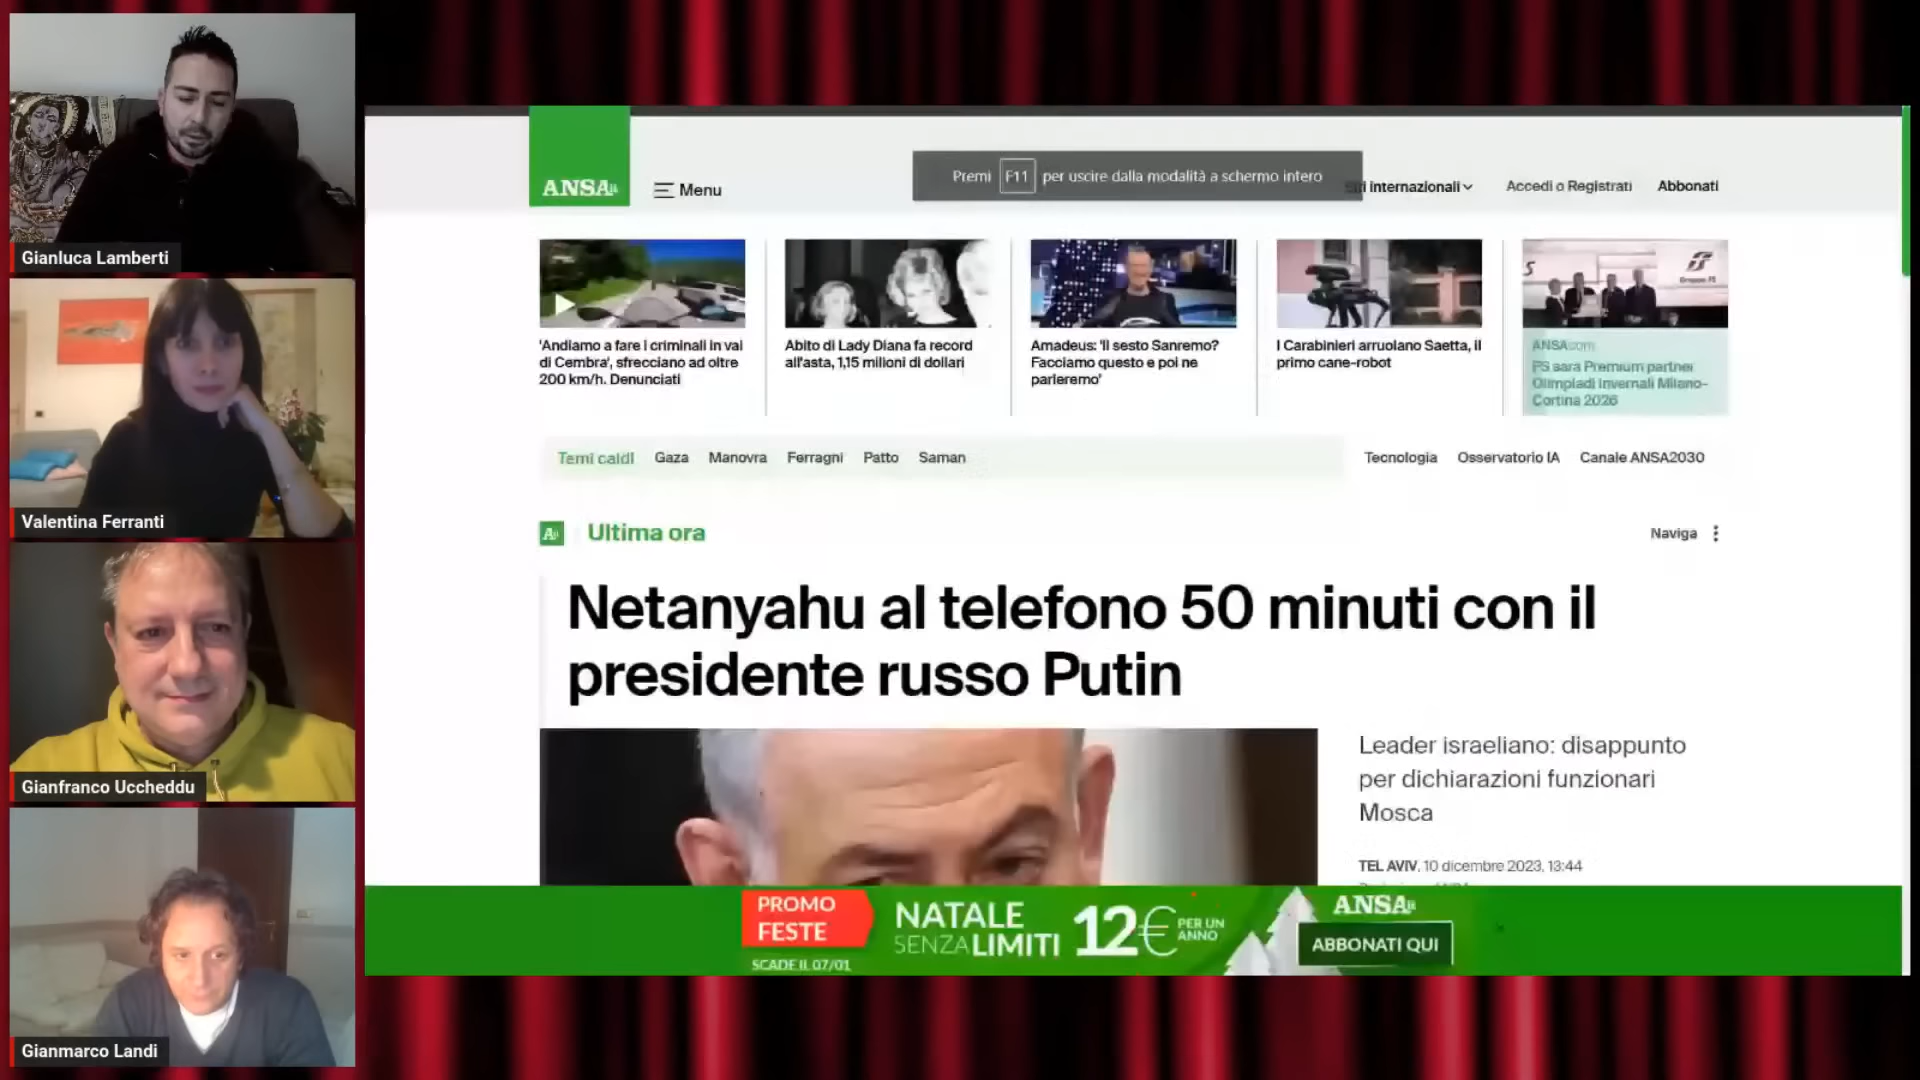 Gianluca Lamberti
Valentina Ferranti
Gianfranco Uccheddu
Gianmarco Landi
ANSA.it
Menu
Premi F11 per uscire dalla modalità a schermo intero
internazionali
Accedi o Registrati
Abbonati
'Andiamo a fare i criminali in val
di Cembra', sfrecciano ad oltre
200 km/h. Denunciati
Abito di Lady Diana fa record
all'asta, 1,15 milioni di dollari
Amadeus: 'Il sesto Sanremo?
Facciamo questo e poi ne
parleremo'
I Carabinieri arruolano Saetta, il
primo cane-robot
Gruppo FS
ANSAcom
FS sarà Premium partner
Olimpiadi Invernali Milano-
Cortina 2026
Temi caldi Gaza Manovra Ferragni Patto Saman
Tecnologia Osservatorio IA Canale ANSA2030
Ultima ora
Naviga
Netanyahu al telefono 50 minuti con il
presidente russo Putin
Leader israeliano: disappunto
per dichiarazioni funzionari
Mosca
TEL AVIV, 10 dicembre 2023, 13:44
PROMO
FESTE
SCADE IL 07/01
NATALE
SENZA LIMITI
12€ PER UN
ANNO
ANSA.it
ABBONATI QUI